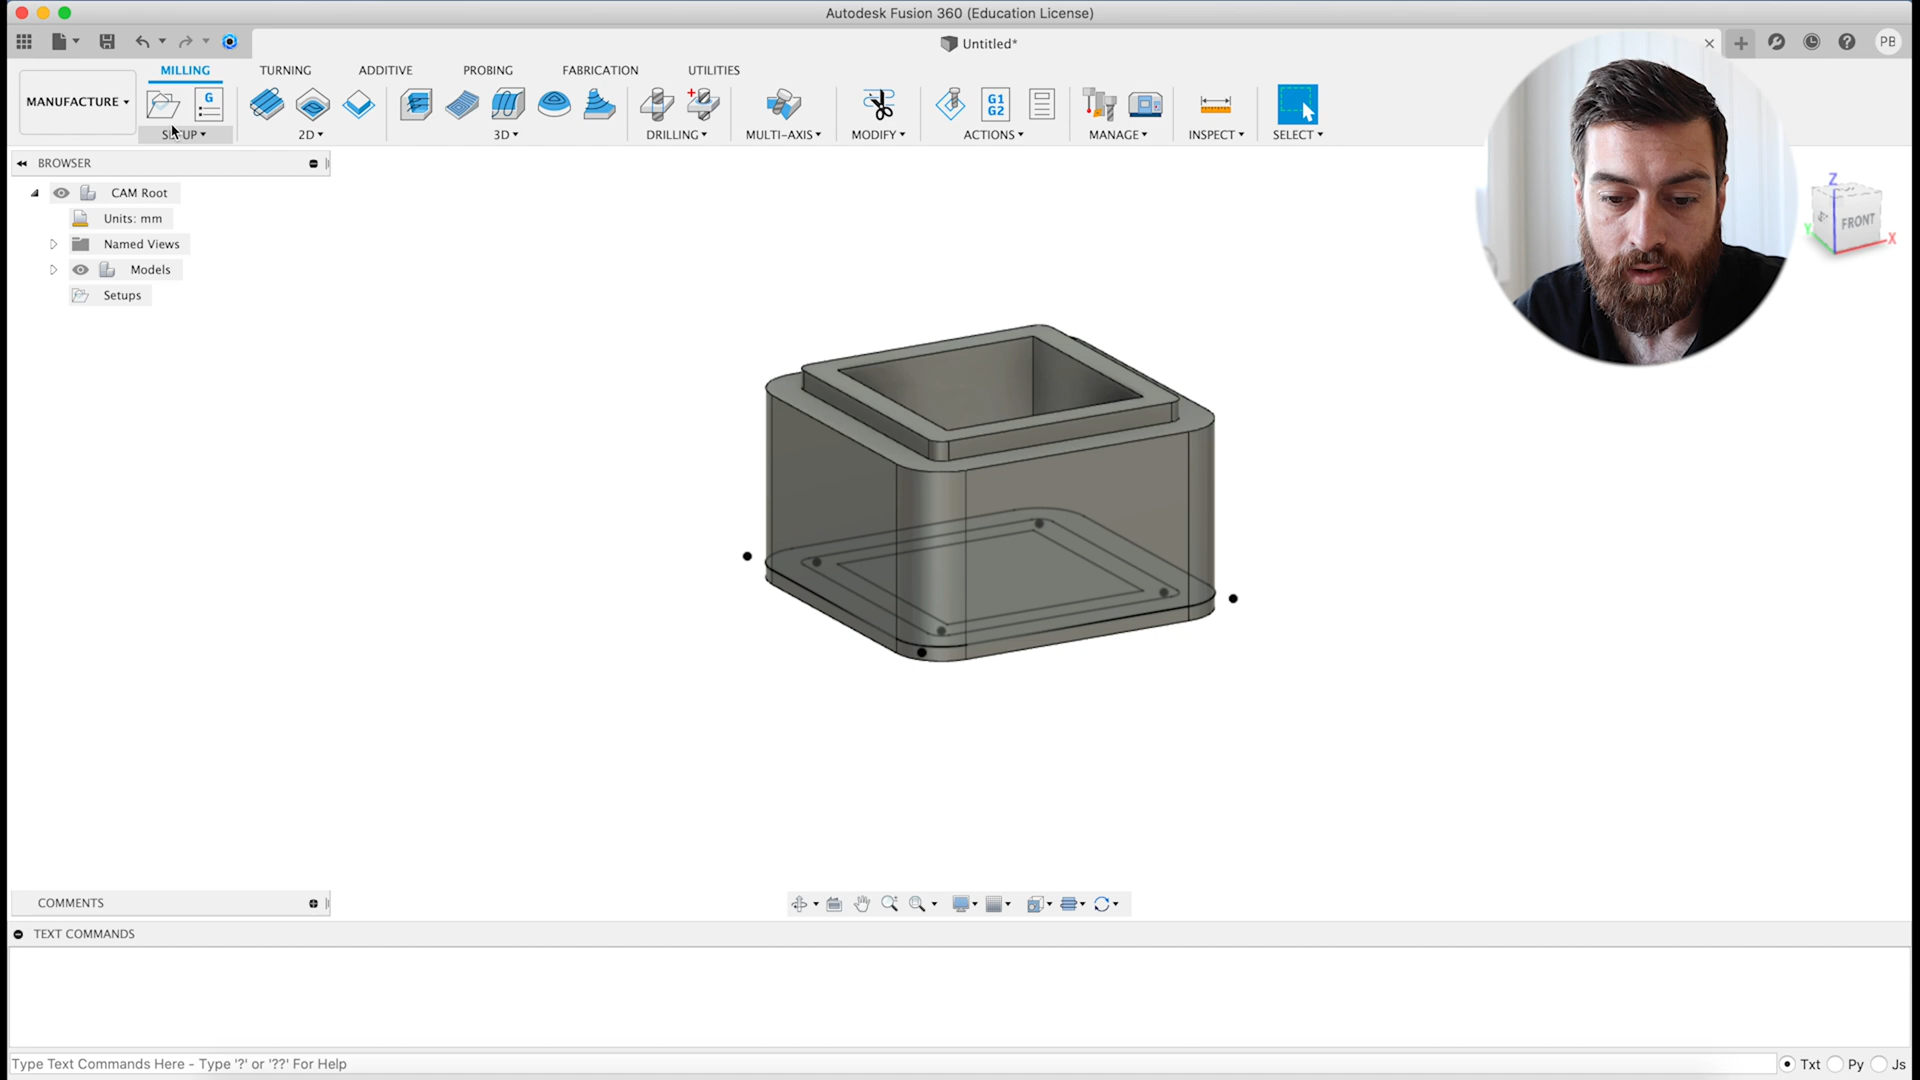 Autodesk Fusion 360 (Education License)
Untitled*
PB
MANUFACTURE
MILLING
TURNING
ADDITIVE
PROBING
FABRICATION
UTILITIES
G
G1
G2
SETUP
2D
3D
DRILLING
MULTI-AXIS
MODIFY
ACTIONS
MANAGE
INSPECT
SELECT
BROWSER
CAM Root
Units: mm
Named Views
Models
Setups
Z
FRONT
Y
X
COMMENTS
TEXT COMMANDS
Type Text Commands Here - Type '?' or '??' For Help
Txt
Py
Js